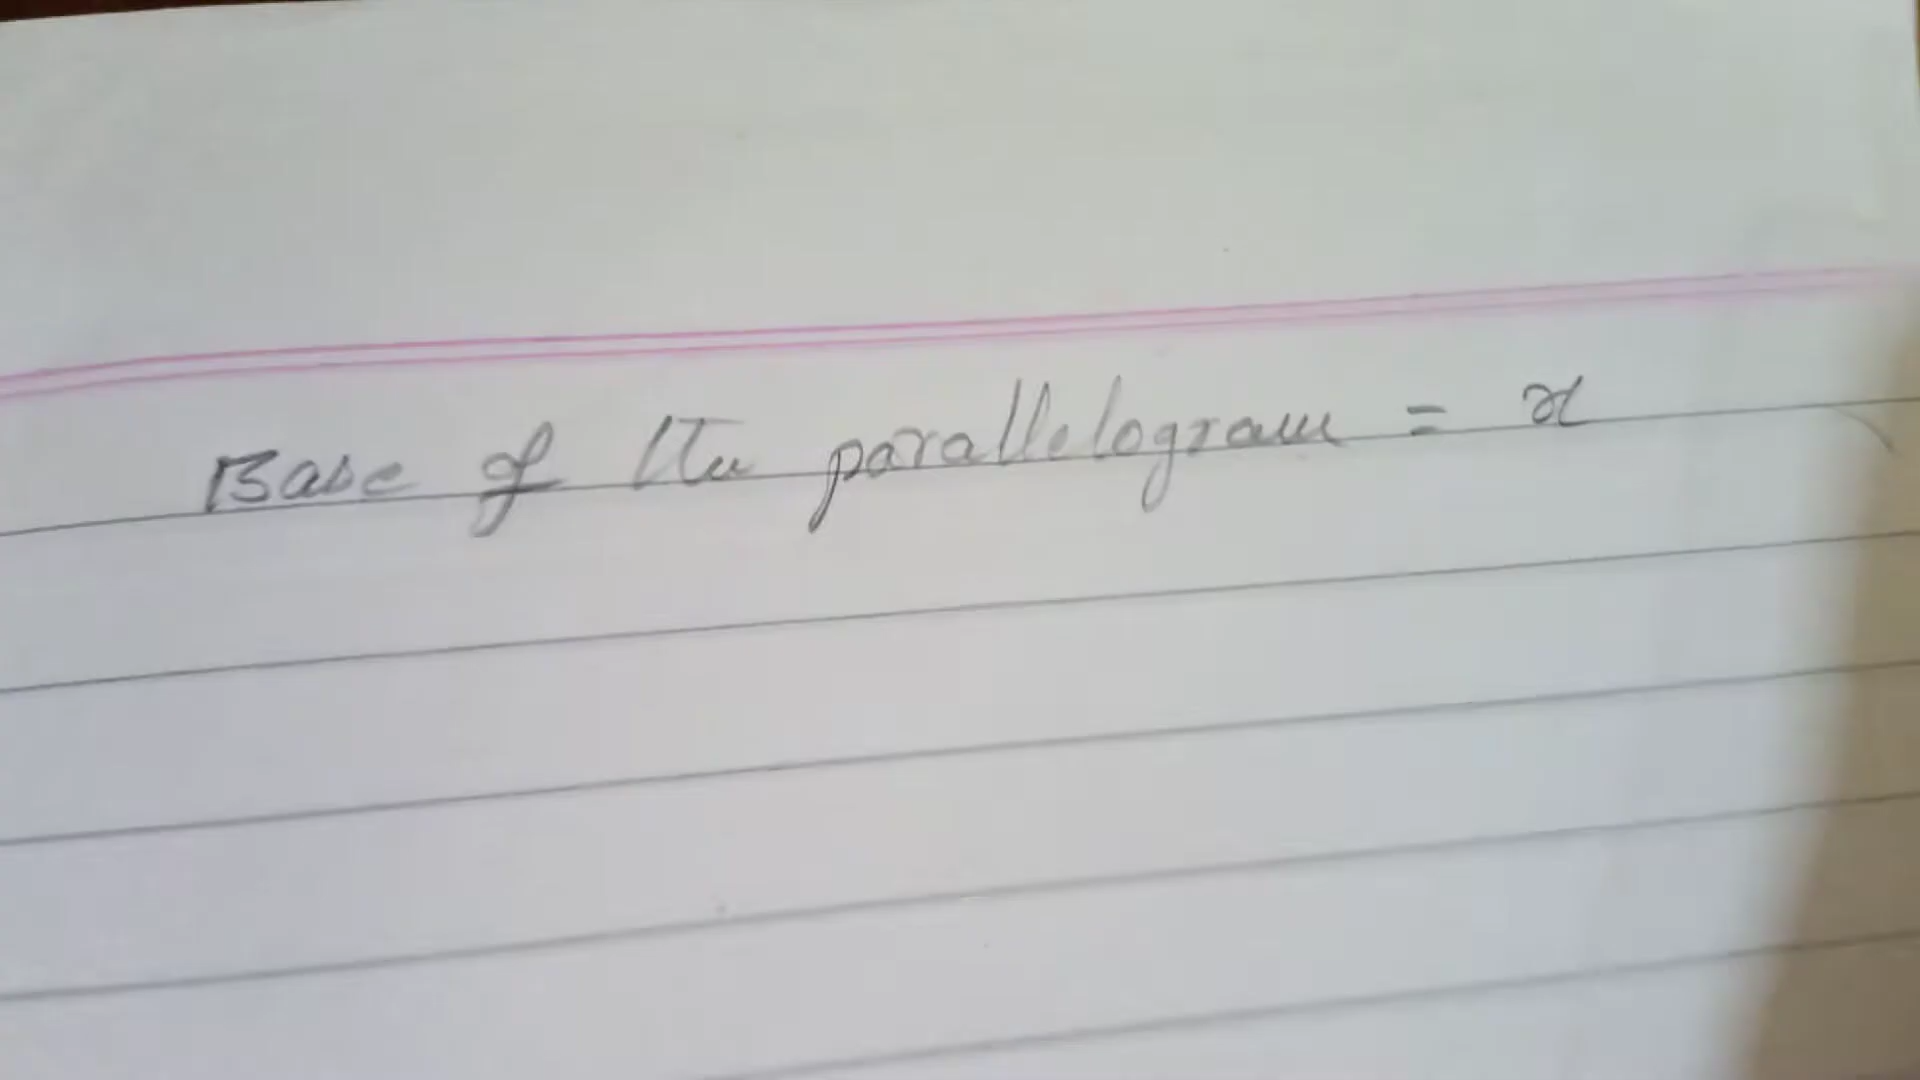 Base of the parallelogram = x